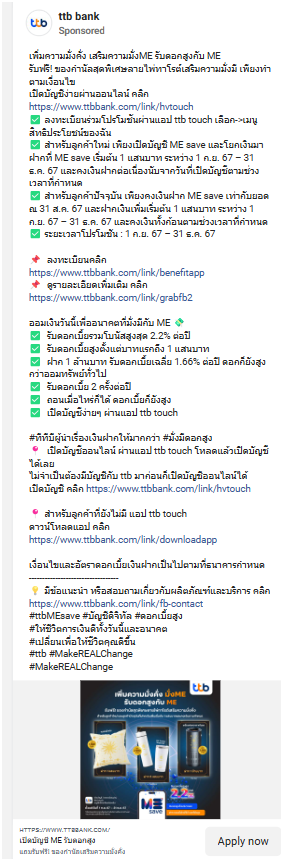 ttb bank
Sponsored
เพิ่มความมั่งคั่ง เสริมความมั่งME รับดอกสูงกับ ME
รับฟรี! ของกำนัลสุดพิเศษลายไพ่ทาโรต์เสริมความมั่งมี เพียงทำ
ตามเงื่อนไข
เปิดบัญชีง่ายผ่านออนไลน์ คลิก
https://www.ttbbank.com/link/hvtouch
✅ ลงทะเบียนร่วมโปรโมชันผ่านแอป ttb touch เลือก->เมนู
สิทธิประโยชน์ของฉัน
✅ สำหรับลูกค้าใหม่ เพียงเปิดบัญชี ME save และโยกเงินมา
ฝากที่ ME save เริ่มต้น 1 แสนบาท ระหว่าง 1 ก.ย. 67 – 31
ธ.ค. 67 และคงเงินฝากต่อเนื่องนับจากวันที่เปิดบัญชีตามช่วง
เวลาที่กำหนด
✅ สำหรับลูกค้าปัจจุบัน เพียงคงเงินฝาก ME save เท่ากับยอด
ณ 31 ส.ค. 67 และฝากเงินเพิ่มเริ่มต้น 1 แสนบาท ระหว่าง 1
ก.ย. 67 – 31 ธ.ค. 67 และคงเงินทั้งก้อนตามช่วงเวลาที่กำหนด
✅ ระยะเวลาโปรโมชัน : 1 ก.ย. 67 – 31 ธ.ค. 67
📌 ลงทะเบียนคลิก
https://www.ttbbank.com/link/benefitapp
📌 ดูรายละเอียดเพิ่มเติม คลิก
https://www.ttbbank.com/link/grabfb2
ออมเงินวันนี้เพื่ออนาคตที่มั่งมีกับ ME 💸
✅ รับดอกเบี้ยรวมโบนัสสูงสุด 2.2% ต่อปี
✅ รับดอกเบี้ยสูงตั้งแต่บาทแรกถึง 1 แสนบาท
✅ ฝาก 1 ล้านบาท รับดอกเบี้ยเฉลี่ย 1.66% ต่อปี ดอกก็ยังสูง
กว่าออมทรัพย์ทั่วไป
✅ รับดอกเบี้ย 2 ครั้งต่อปี
✅ ถอนเมื่อไหร่ก็ได้ ดอกเบี้ยก็ยังสูง
✅ เปิดบัญชีง่ายๆ ผ่านแอป ttb touch
#ทีทีบีผู้นำเรื่องเงินฝากให้มากกว่า #มั่งมีดอกสูง
📍 เปิดบัญชีออนไลน์ ผ่านแอป ttb touch โหลดแล้วเปิดบัญชี
ได้เลย
ไม่จำเป็นต้องมีบัญชีกับ ttb มาก่อนก็เปิดบัญชีออนไลน์ได้
เปิดบัญชี คลิก https://www.ttbbank.com/link/hvtouch
📍 สำหรับลูกค้าที่ยังไม่มี แอป ttb touch
ดาวน์โหลดแอป คลิก
https://www.ttbbank.com/link/downloadapp
เงื่อนไขและอัตราดอกเบี้ยเงินฝากเป็นไปตามที่ธนาคารกำหนด
----------------------------------
💡 มีข้อแนะนำ หรือสอบถามเกี่ยวกับผลิตภัณฑ์และบริการ คลิก
https://www.ttbbank.com/link/fb-contact
#ttbMEsave #บัญชีดิจิทัล #ดอกเบี้ยสูง
#ให้ชีวิตการเงินดีทั้งวันนี้และอนาคต
#เปลี่ยนเพื่อให้ชีวิตคุณดีขึ้น
#ttb #MakeREALChange
#MakeREALChange
เพิ่มความมั่งคั่ง มั่งME
รับดอกสูงกับ ME
ttb
ME
save
2.2%
HTTPS://WWW.TTBBANK.COM/
เปิดบัญชี ME รับดอกสูง
แถมรับฟรี! ของกำนัลเสริมความมั่งคั่ง
Apply now